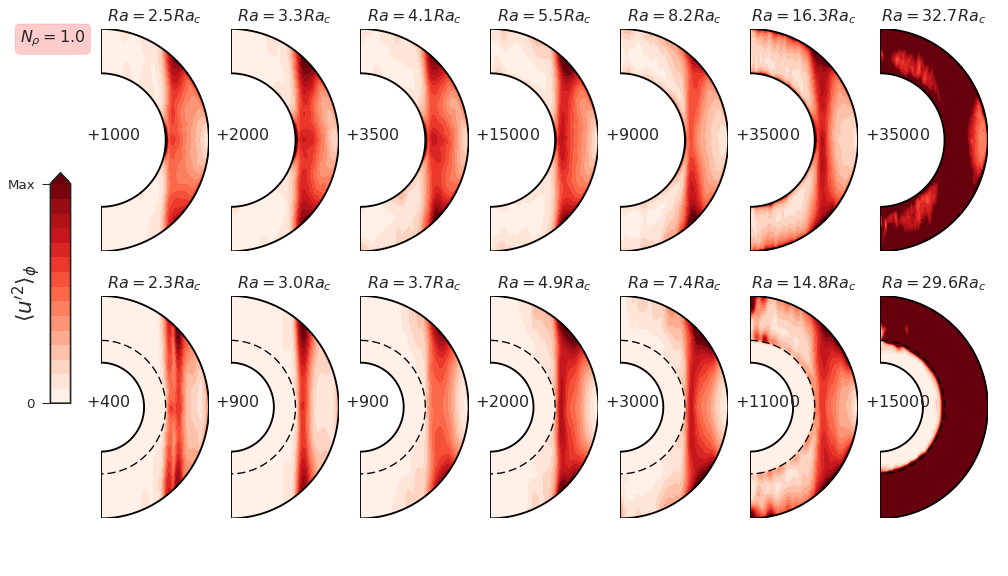 Nρ = 1.0
Ra = 2.5Ra_c
Ra = 3.3Ra_c
Ra = 4.1Ra_c
Ra = 5.5Ra_c
Ra = 8.2Ra_c
Ra = 16.3Ra_c
Ra = 32.7Ra_c
+1000
+2000
+3500
+15000
+9000
+35000
+35000
Max
⟨u′²⟩_ϕ
0
Ra = 2.3Ra_c
Ra = 3.0Ra_c
Ra = 3.7Ra_c
Ra = 4.9Ra_c
Ra = 7.4Ra_c
Ra = 14.8Ra_c
Ra = 29.6Ra_c
+400
+900
+900
+2000
+3000
+11000
+15000